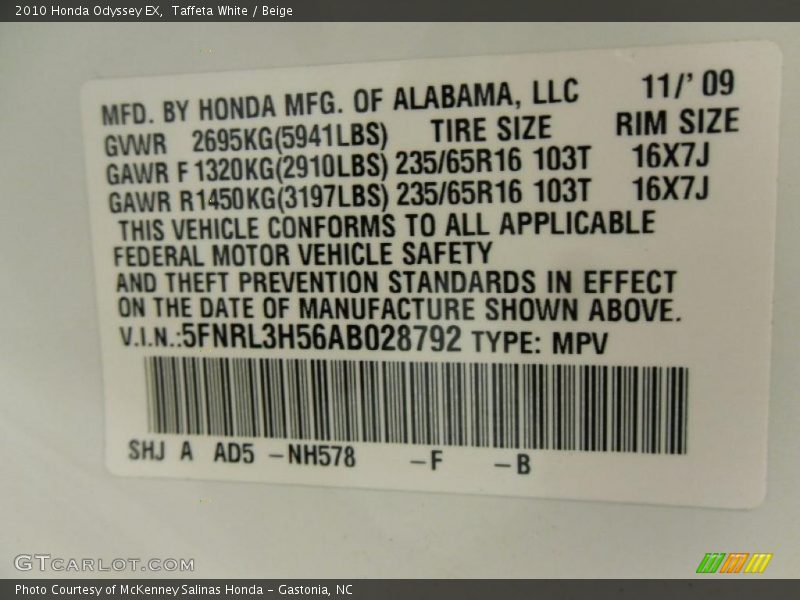 2010 Honda Odyssey EX,  Taffeta White / Beige
MFD. BY HONDA MFG. OF ALABAMA, LLC 11/' 09
GVWR 2695KG(5941LBS) TIRE SIZE RIM SIZE
GAWR F 1320KG(2910LBS) 235/65R16 103T 16X7J
GAWR R1450KG(3197LBS) 235/65R16 103T 16X7J
THIS VEHICLE CONFORMS TO ALL APPLICABLE
FEDERAL MOTOR VEHICLE SAFETY
AND THEFT PREVENTION STANDARDS IN EFFECT
ON THE DATE OF MANUFACTURE SHOWN ABOVE.
V.I.N.:5FNRL3H56AB028792 TYPE: MPV
SHJ A AD5 -NH578 -F -B
GTCARLOT.COM
Photo Courtesy of McKenney Salinas Honda - Gastonia, NC